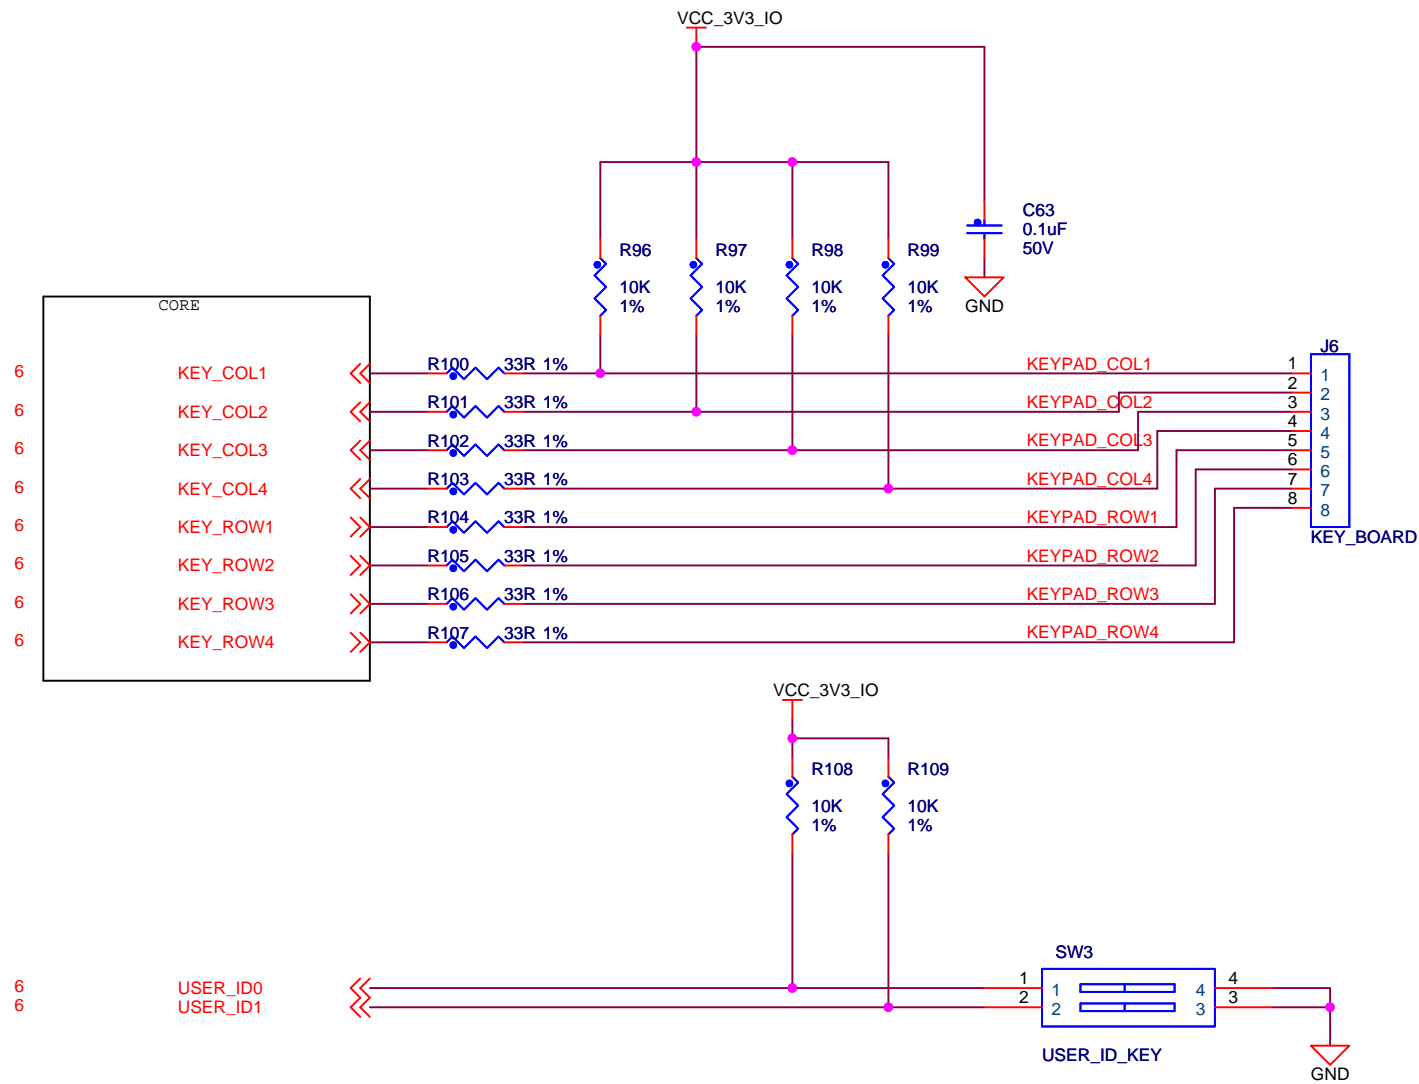 VCC_3V3_IO
C63
0.1uF
50V
GND
R96
10K
1%
R97
10K
1%
R98
10K
1%
R99
10K
1%
CORE
6 KEY_COL1 R100 33R 1% KEYPAD_COL1 1
6 KEY_COL2 R101 33R 1% KEYPAD_COL2 2
6 KEY_COL3 R102 33R 1% KEYPAD_COL3 3
6 KEY_COL4 R103 33R 1% KEYPAD_COL4 4
6 KEY_ROW1 R104 33R 1% KEYPAD_ROW1 5
6 KEY_ROW2 R105 33R 1% KEYPAD_ROW2 6
6 KEY_ROW3 R106 33R 1% KEYPAD_ROW3 7
6 KEY_ROW4 R107 33R 1% KEYPAD_ROW4 8
J6
1
2
3
4
5
6
7
8
KEY_BOARD
VCC_3V3_IO
R108
10K
1%
R109
10K
1%
SW3
6 USER_ID0 1 1 4 4
6 USER_ID1 2 2 3 3
USER_ID_KEY
GND